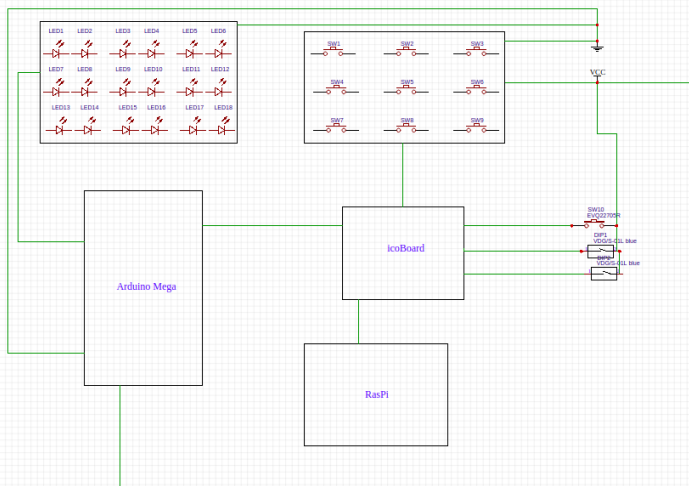 LED1 LED2 LED3 LED4 LED5 LED6
LED7 LED8 LED9 LED10 LED11 LED12
LED13 LED14 LED15 LED16 LED17 LED18
SW1 SW2 SW3
SW4 SW5 SW6
SW7 SW8 SW9
VCC
SW10
EVQ22705R
DIP1
VDG/S-01L blue
DIP2
VDG/S-01L blue
icoBoard
Arduino Mega
RasPi